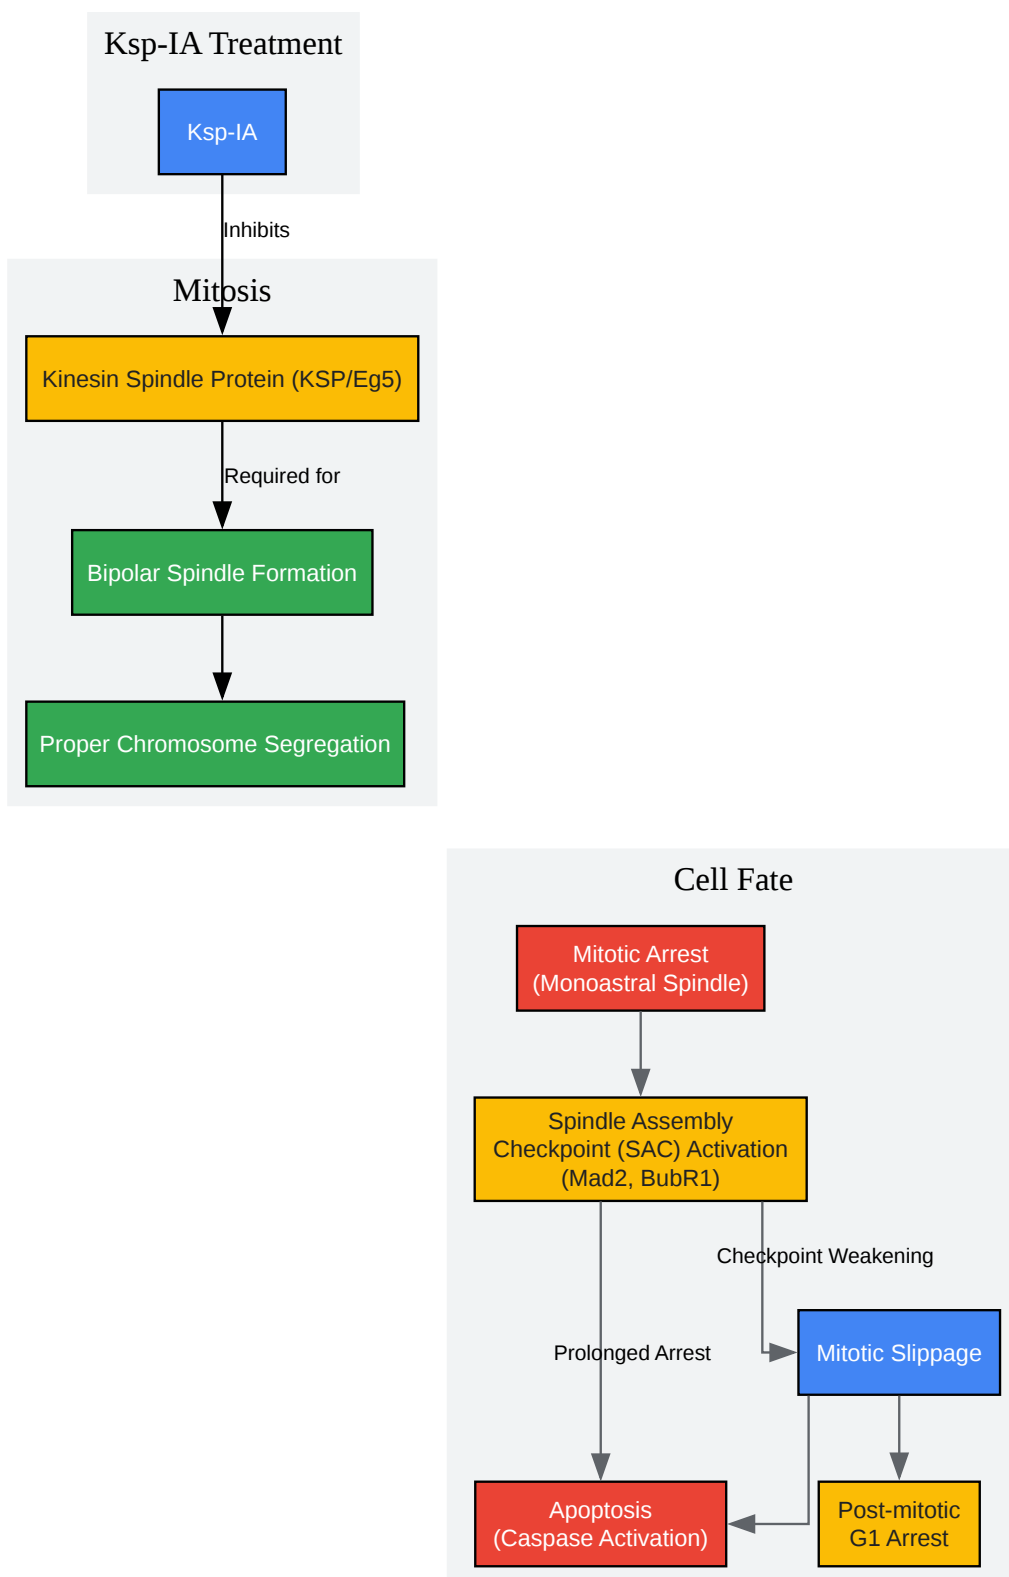 Ksp-IA Treatment
Ksp-IA
Inhibits
Mitosis
Kinesin Spindle Protein (KSP/Eg5)
Required for
Bipolar Spindle Formation
Proper Chromosome Segregation
Cell Fate
Mitotic Arrest
(Monoastral Spindle)
Spindle Assembly
Checkpoint (SAC) Activation
(Mad2, BubR1)
Checkpoint Weakening
Prolonged Arrest
Mitotic Slippage
Apoptosis
(Caspase Activation)
Post-mitotic
G1 Arrest